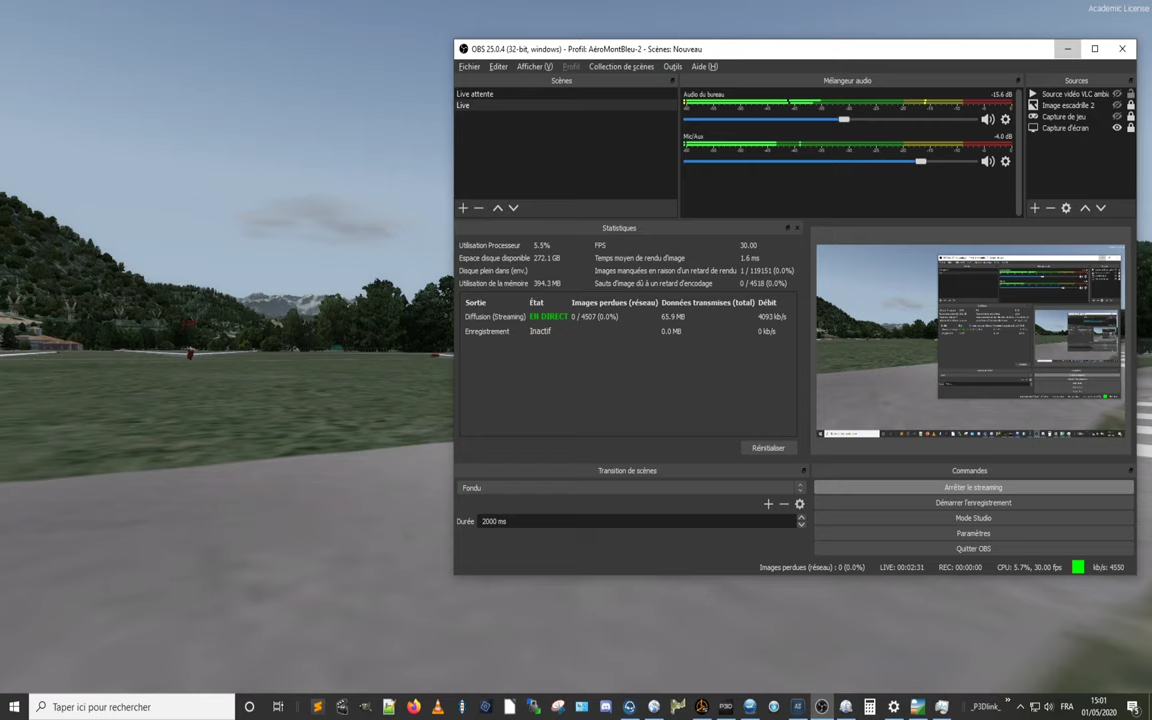 Academic License
OBS 25.0.4 (32-bit, windows) - Profil: AéroMontBleu-2 - Scènes: Nouveau
Fichier Editer Afficher (V) Profil Collection de scènes Outils Aide (H)
Scènes
Live attente
Live
Mélangeur audio
Audio du bureau
-15.6 dB
Mic/Aux
-4.0 dB
Sources
Source vidéo VLC ambi
Image escadrille 2
Capture de jeu
Capture d'écran
Statistiques
Utilisation Processeur 5.5% FPS 30.00
Espace disque disponible 272.1 GB Temps moyen de rendu d'image 1.6 ms
Disque plein dans (env.) Images manquées en raison d'un retard de rendu 1 / 119151 (0.0%)
Utilisation de la mémoire 394.3 MB Sauts d'image dû à un retard d'encodage 0 / 4518 (0.0%)
Sortie État Images perdues (réseau) Données transmises (total) Débit
Diffusion (Streaming) EN DIRECT 0 / 4507 (0.0%) 65.9 MB 4093 kb/s
Enregistrement Inactif 0.0 MB 0 kb/s
Réinitialiser
Transition de scènes
Fondu
Durée 2000 ms
Commandes
Arrêter le streaming
Démarrer l'enregistrement
Mode Studio
Paramètres
Quitter OBS
Images perdues (réseau) : 0 (0.0%) LIVE: 00:02:31 REC: 00:00:00 CPU: 5.7%, 30.00 fps kb/s: 4550
Taper ici pour rechercher
P3D
_P3Dlink_ »
FRA
15:01
01/05/2020